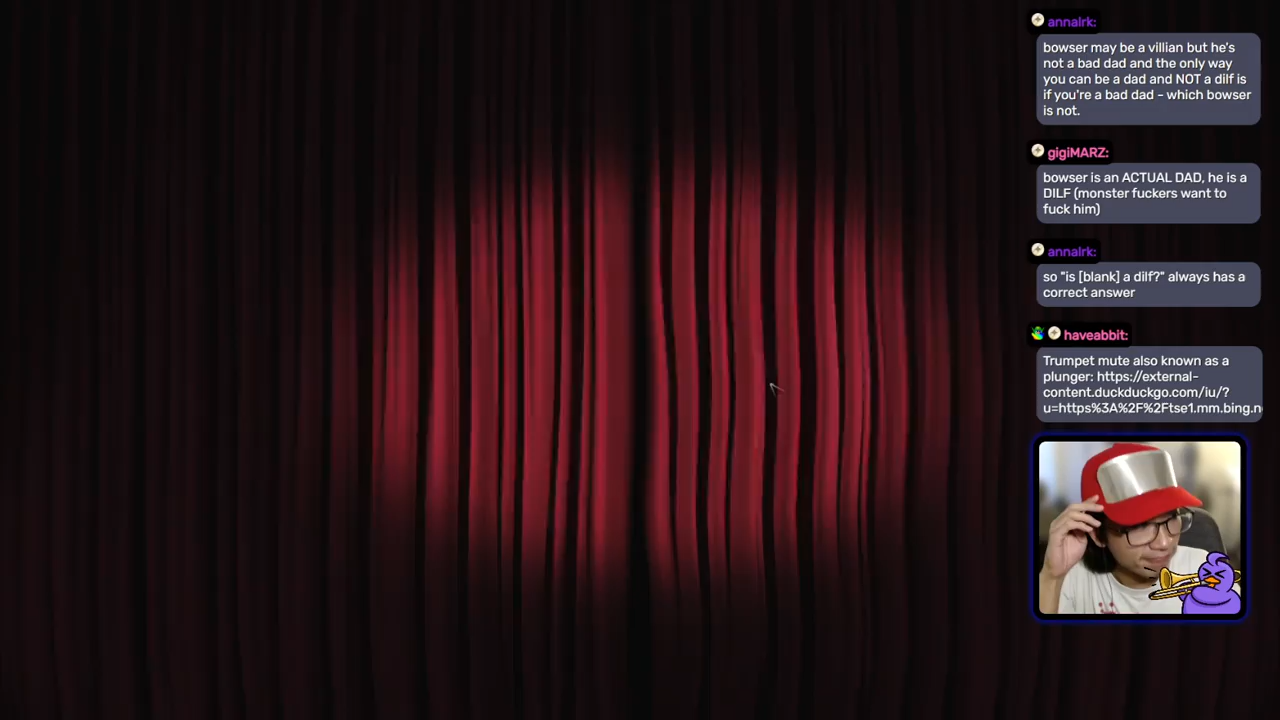 annalrk:
bowser may be a villian but he's
not a bad dad and the only way
you can be a dad and NOT a dilf is
if you're a bad dad - which bowser
is not.
gigiMARZ:
bowser is an ACTUAL DAD, he is a
DILF (monster fuckers want to
fuck him)
annalrk:
so "is [blank] a dilf?" always has a
correct answer
haveabbit:
Trumpet mute also known as a
plunger: https://external-
content.duckduckgo.com/iu/?
u=https%3A%2F%2Ftse1.mm.bing.n